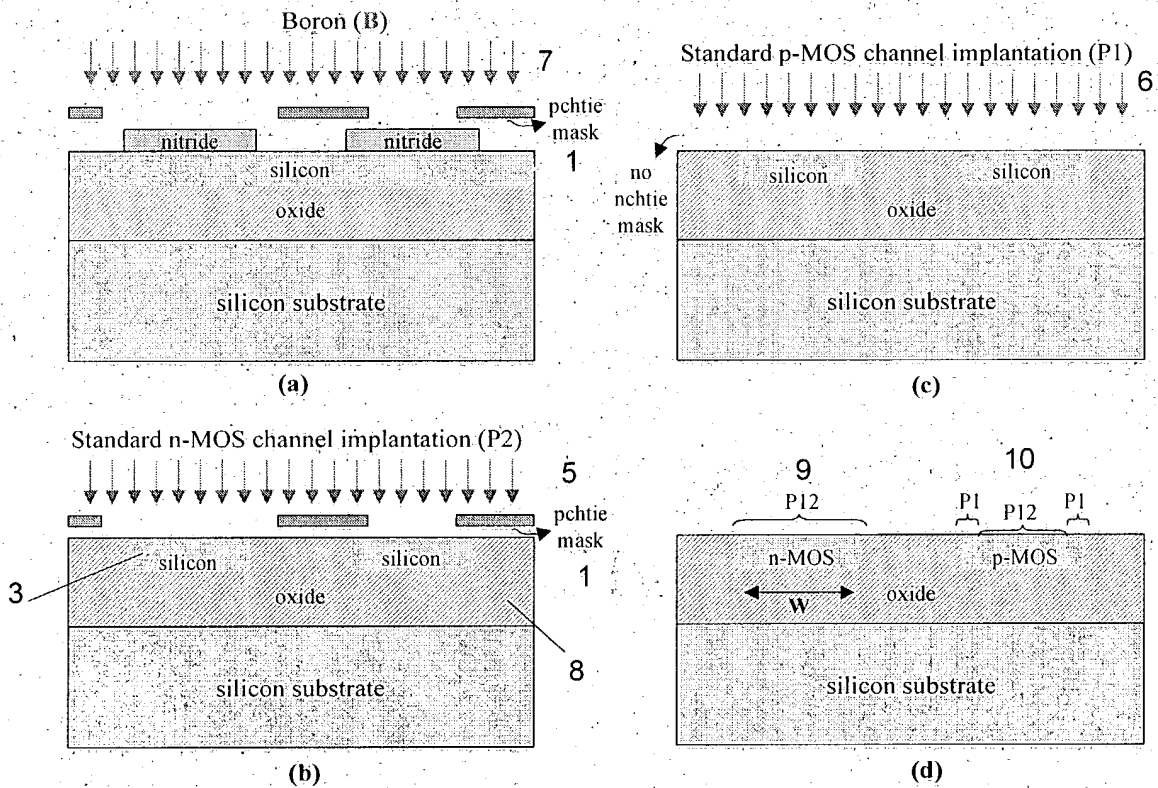 Boron (B)
7
pchtie
mask
nitride
nitride
1
silicon
oxide
silicon substrate
(a)
Standard n-MOS channel implantation (P2)
5
pchtie
mask
1
3
silicon
silicon
oxide
8
silicon substrate
(b)
Standard p-MOS channel implantation (P1)
6
no
nchtie
mask
silicon
silicon
oxide
silicon substrate
(c)
9
10
P12
P1
P12
P1
n-MOS
p-MOS
W
oxide
silicon substrate
(d)